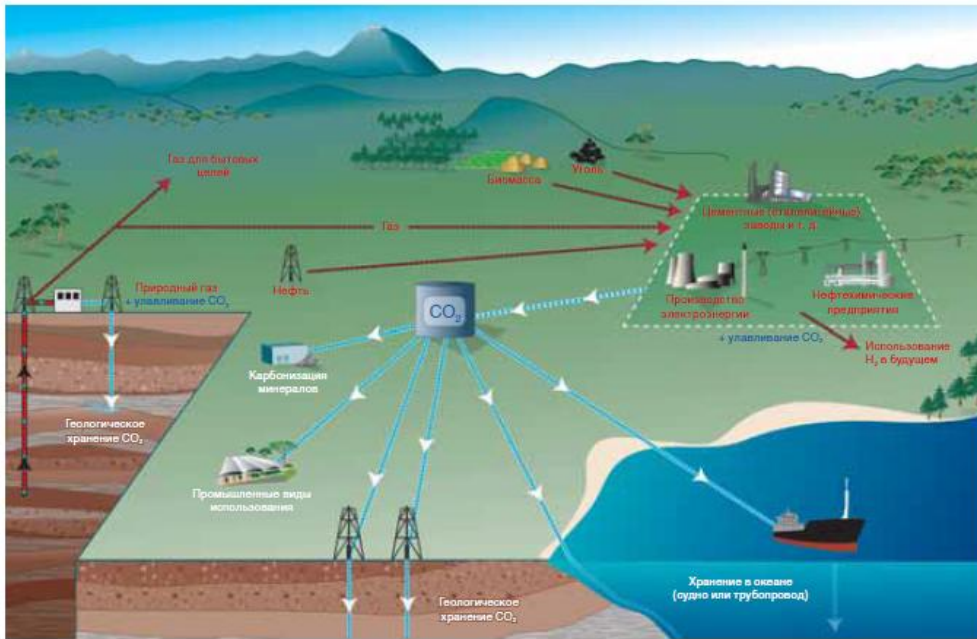 Газ для бытовых
целей
Биомасса
Уголь
Цементные (сталелитейные)
заводы и т. д.
Газ
Природный газ
+ улавливание CO₂
Нефть
CO₂
Производство
электроэнергии
Нефтехимические
предприятия
+ улавливание CO₂
Использование
H₂ в будущем
Карбонизация
минералов
Геологическое
хранение CO₂
Промышленные виды
использования
Геологическое
хранение CO₂
Хранение в океане
(судно или трубопровод)